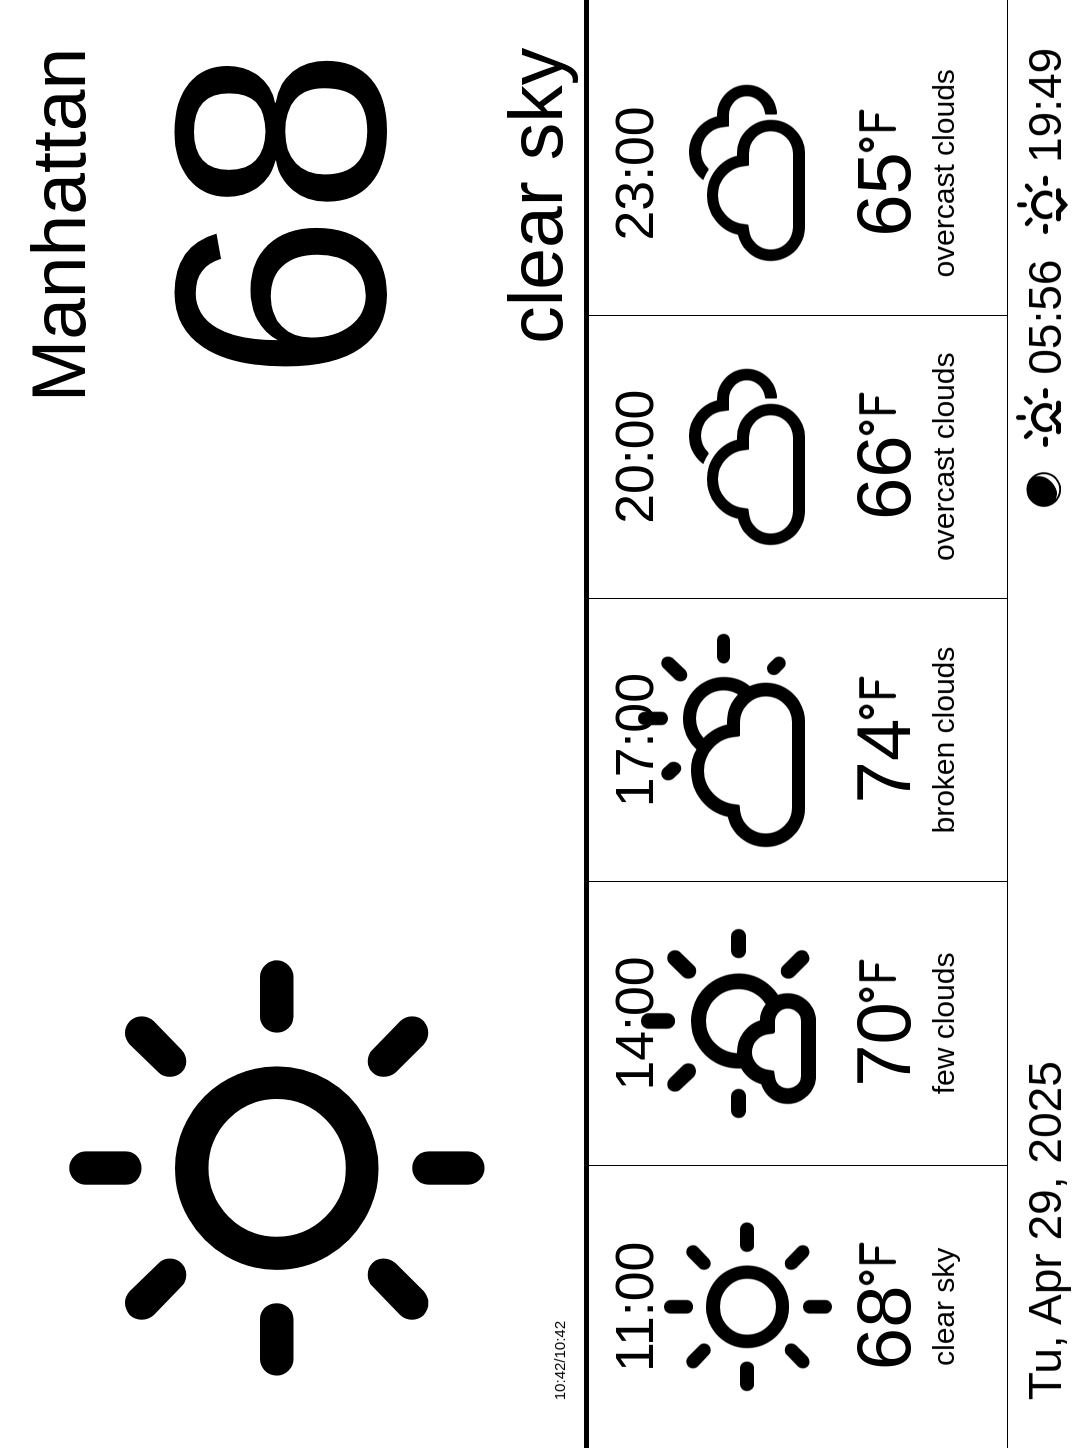 Manhattan
68
clear sky
10:42/10:42
11:00
68°F
clear sky
14:00
70°F
few clouds
17:00
74°F
broken clouds
20:00
66°F
overcast clouds
23:00
65°F
overcast clouds
Tu, Apr 29, 2025
05:56
19:49